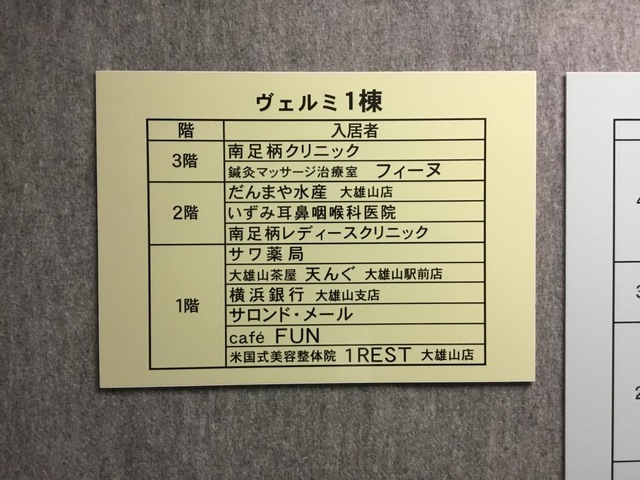 ヴェルミ1棟
階 入居者
3階 南足柄クリニック
鍼灸マッサージ治療室 フィーヌ
2階 だんまや水産 大雄山店
いずみ耳鼻咽喉科医院
南足柄レディースクリニック
1階 サワ薬局
大雄山茶屋 天んぐ 大雄山駅前店
横浜銀行 大雄山支店
サロンド・メール
café FUN
米国式美容整体院 1REST 大雄山店